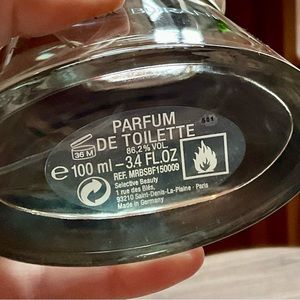 PARFUM
DE TOILETTE
86,2% VOL.
36 M
℮ 100 ml – 3.4 FL.OZ
REF. MRBSBF150009
Selective Beauty
1 rue des Blés.
93210 Saint-Denis-La-Plaine - Paris
Made in Germany